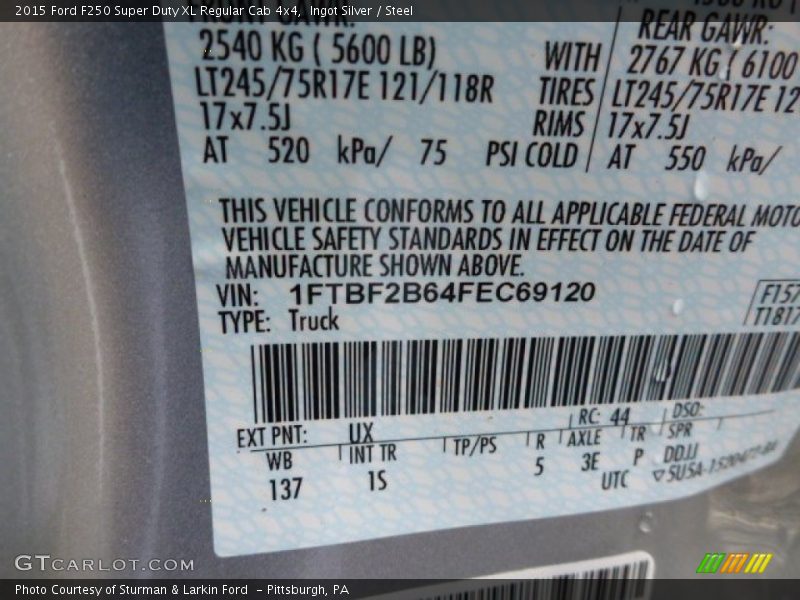 2015 Ford F250 Super Duty XL Regular Cab 4x4,  Ingot Silver / Steel
FRONT GAWR:
REAR GAWR:
2540 KG ( 5600 LB)
WITH
2767 KG ( 6100
LT245/75R17E 121/118R
TIRES
LT245/75R17E 12
17x7.5J
RIMS
17x7.5J
AT 520 kPa/ 75 PSI COLD
AT 550 kPa/
THIS VEHICLE CONFORMS TO ALL APPLICABLE FEDERAL MOTO
VEHICLE SAFETY STANDARDS IN EFFECT ON THE DATE OF
MANUFACTURE SHOWN ABOVE.
VIN: 1FTBF2B64FEC69120
F157
TYPE: Truck
T1817
RC: 44 DSO:
EXT PNT: UX
WB INT TR TP/PS R AXLE TR SPR
137 1S 5 3E P DDJJ
UTC
GTCARLOT.COM
Photo Courtesy of Sturman & Larkin Ford  – Pittsburgh, PA